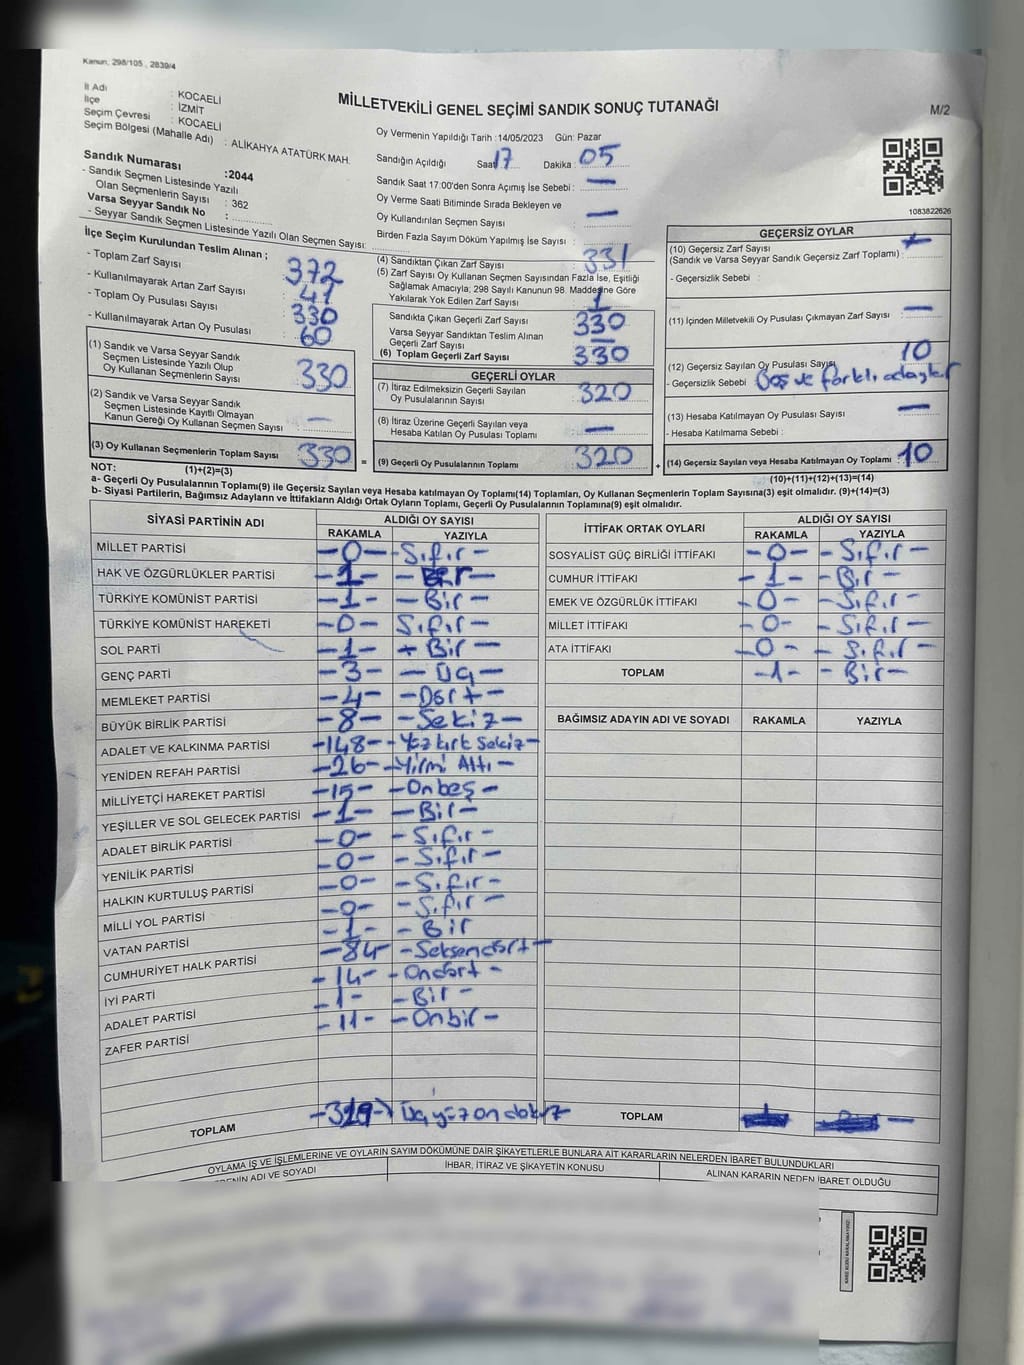 Kanun, 298/105 , 2839/4
İl Adı : KOCAELİ
İlçe : İZMİT
Seçim Çevresi : KOCAELİ
Seçim Bölgesi (Mahalle Adı) : ALİKAHYA ATATÜRK MAH.
MİLLETVEKİLİ GENEL SEÇİMİ SANDIK SONUÇ TUTANAĞI
M/2
Oy Vermenin Yapıldığı Tarih :14/05/2023 Gün: Pazar
Sandığın Açıldığı Saat 17 Dakika : 05
Sandık Saat 17:00'den Sonra Açımış İse Sebebi : —
Oy Verme Saati Bitiminde Sırada Bekleyen ve
Oy Kullandırılan Seçmen Sayısı : —
Birden Fazla Sayım Döküm Yapılmış İse Sayısı :
1083822626
Sandık Numarası :2044
- Sandık Seçmen Listesinde Yazılı
Olan Seçmenlerin Sayısı : 362
Varsa Seyyar Sandık No :
- Seyyar Sandık Seçmen Listesinde Yazılı Olan Seçmen Sayısı:
İlçe Seçim Kurulundan Teslim Alınan ;
- Toplam Zarf Sayısı : 372
- Kullanılmayarak Artan Zarf Sayısı : 41
- Toplam Oy Pusulası Sayısı : 330
- Kullanılmayarak Artan Oy Pusulası : 60
(1) Sandık ve Varsa Seyyar Sandık
Seçmen Listesinde Yazılı Olup
Oy Kullanan Seçmenlerin Sayısı : 330
(2) Sandık ve Varsa Seyyar Sandık
Seçmen Listesinde Kayıtlı Olmayan
Kanun Gereği Oy Kullanan Seçmen Sayısı : —
(3) Oy Kullanan Seçmenlerin Toplam Sayısı : 330 =
(1)+(2)=(3)
(4) Sandıktan Çıkan Zarf Sayısı : 331
(5) Zarf Sayısı Oy Kullanan Seçmen Sayısından Fazla İse, Eşitliği
Sağlamak Amacıyla; 298 Sayılı Kanunun 98. Maddesine Göre
Yakılarak Yok Edilen Zarf Sayısı : 1
Sandıkta Çıkan Geçerli Zarf Sayısı : 330
Varsa Seyyar Sandıktan Teslim Alınan
Geçerli Zarf Sayısı : —
(6) Toplam Geçerli Zarf Sayısı : 330
GEÇERLİ OYLAR
(7) İtiraz Edilmeksizin Geçerli Sayılan
Oy Pusulalarının Sayısı : 320
(8) İtiraz Üzerine Geçerli Sayılan veya
Hesaba Katılan Oy Pusulası Toplamı : —
(9) Geçerli Oy Pusulalarının Toplamı : 320 +
GEÇERSİZ OYLAR
(10) Geçersiz Zarf Sayısı
(Sandık ve Varsa Seyyar Sandık Geçersiz Zarf Toplamı) :
- Geçersizlik Sebebi :
(11) İçinden Milletvekili Oy Pusulası Çıkmayan Zarf Sayısı : —
(12) Geçersiz Sayılan Oy Pusulası Sayısı : 10
- Geçersizlik Sebebi : Boş ve farklı adaylar
(13) Hesaba Katılmayan Oy Pusulası Sayısı : —
- Hesaba Katılmama Sebebi :
(14) Geçersiz Sayılan veya Hesaba Katılmayan Oy Toplamı : 10
(10)+(11)+(12)+(13)=(14)
NOT:
a- Geçerli Oy Pusulalarının Toplamı(9) ile Geçersiz Sayılan veya Hesaba katılmayan Oy Toplamı(14) Toplamları, Oy Kullanan Seçmenlerin Toplam Sayısına(3) eşit olmalıdır. (9)+(14)=(3)
b- Siyasi Partilerin, Bağımsız Adayların ve İttifakların Aldığı Ortak Oyların Toplamı, Geçerli Oy Pusulalarının Toplamına(9) eşit olmalıdır.
SİYASİ PARTİNİN ADI ALDIĞI OY SAYISI
RAKAMLA YAZIYLA
MİLLET PARTİSİ -0- -Sıfır-
HAK VE ÖZGÜRLÜKLER PARTİSİ -1- -Bir-
TÜRKİYE KOMÜNİST PARTİSİ -1- -Bir-
TÜRKİYE KOMÜNİST HAREKETİ -0- Sıfır-
SOL PARTİ -1- -Bir-
GENÇ PARTİ -3- -Üç-
MEMLEKET PARTİSİ -4- -Dört-
BÜYÜK BİRLİK PARTİSİ -8- -Sekiz-
ADALET VE KALKINMA PARTİSİ -148- -Yüzkırk Sekiz-
YENİDEN REFAH PARTİSİ -26- -Yirmi Altı-
MİLLİYETÇİ HAREKET PARTİSİ -15- -Onbeş-
YEŞİLLER VE SOL GELECEK PARTİSİ -1- -Bir-
ADALET BİRLİK PARTİSİ -0- -Sıfır-
YENİLİK PARTİSİ -0- -Sıfır-
HALKIN KURTULUŞ PARTİSİ -0- -Sıfır-
MİLLİ YOL PARTİSİ -0- -Sıfır-
VATAN PARTİSİ -1- -Bir
CUMHURİYET HALK PARTİSİ -84- -Seksendört-
İYİ PARTİ -14- -Ondört-
ADALET PARTİSİ -1- -Bir-
ZAFER PARTİSİ -11- -Onbir-
TOPLAM -319- Üçyüzondokuz
İTTİFAK ORTAK OYLARI ALDIĞI OY SAYISI
RAKAMLA YAZIYLA
SOSYALİST GÜÇ BİRLİĞİ İTTİFAKI -0- -Sıfır-
CUMHUR İTTİFAKI -1- -Bir-
EMEK VE ÖZGÜRLÜK İTTİFAKI -0- -Sıfır-
MİLLET İTTİFAKI -0- -Sıfır-
ATA İTTİFAKI -0- -Sıfır-
TOPLAM -1- -Bir-
BAĞIMSIZ ADAYIN ADI VE SOYADI RAKAMLA YAZIYLA
TOPLAM
OYLAMA İŞ VE İŞLEMLERİNE VE OYLARIN SAYIM DÖKÜMÜNE DAİR ŞİKAYETLERLE BUNLARA AİT KARARLARIN NELERDEN İBARET BULUNDUKLARI
ADI VE SOYADI İHBAR, İTİRAZ VE ŞİKAYETİN KONUSU ALINAN KARARIN NEDEN İBARET OLDUĞU